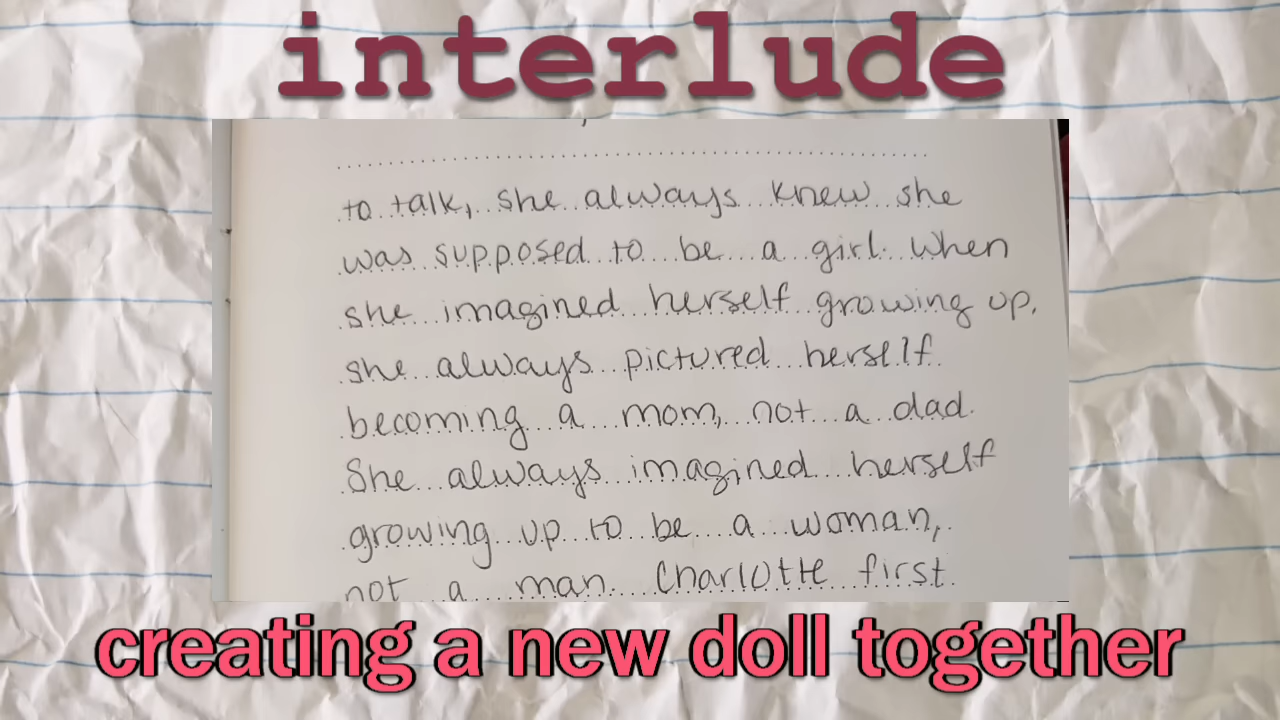 interlude
to talk, she always knew she
was supposed to be a girl. When
she imagined herself growing up,
she always pictured herself
becoming a mom, not a dad.
She always imagined herself
growing up to be a woman,
not a man. Charlotte first
creating a new doll together